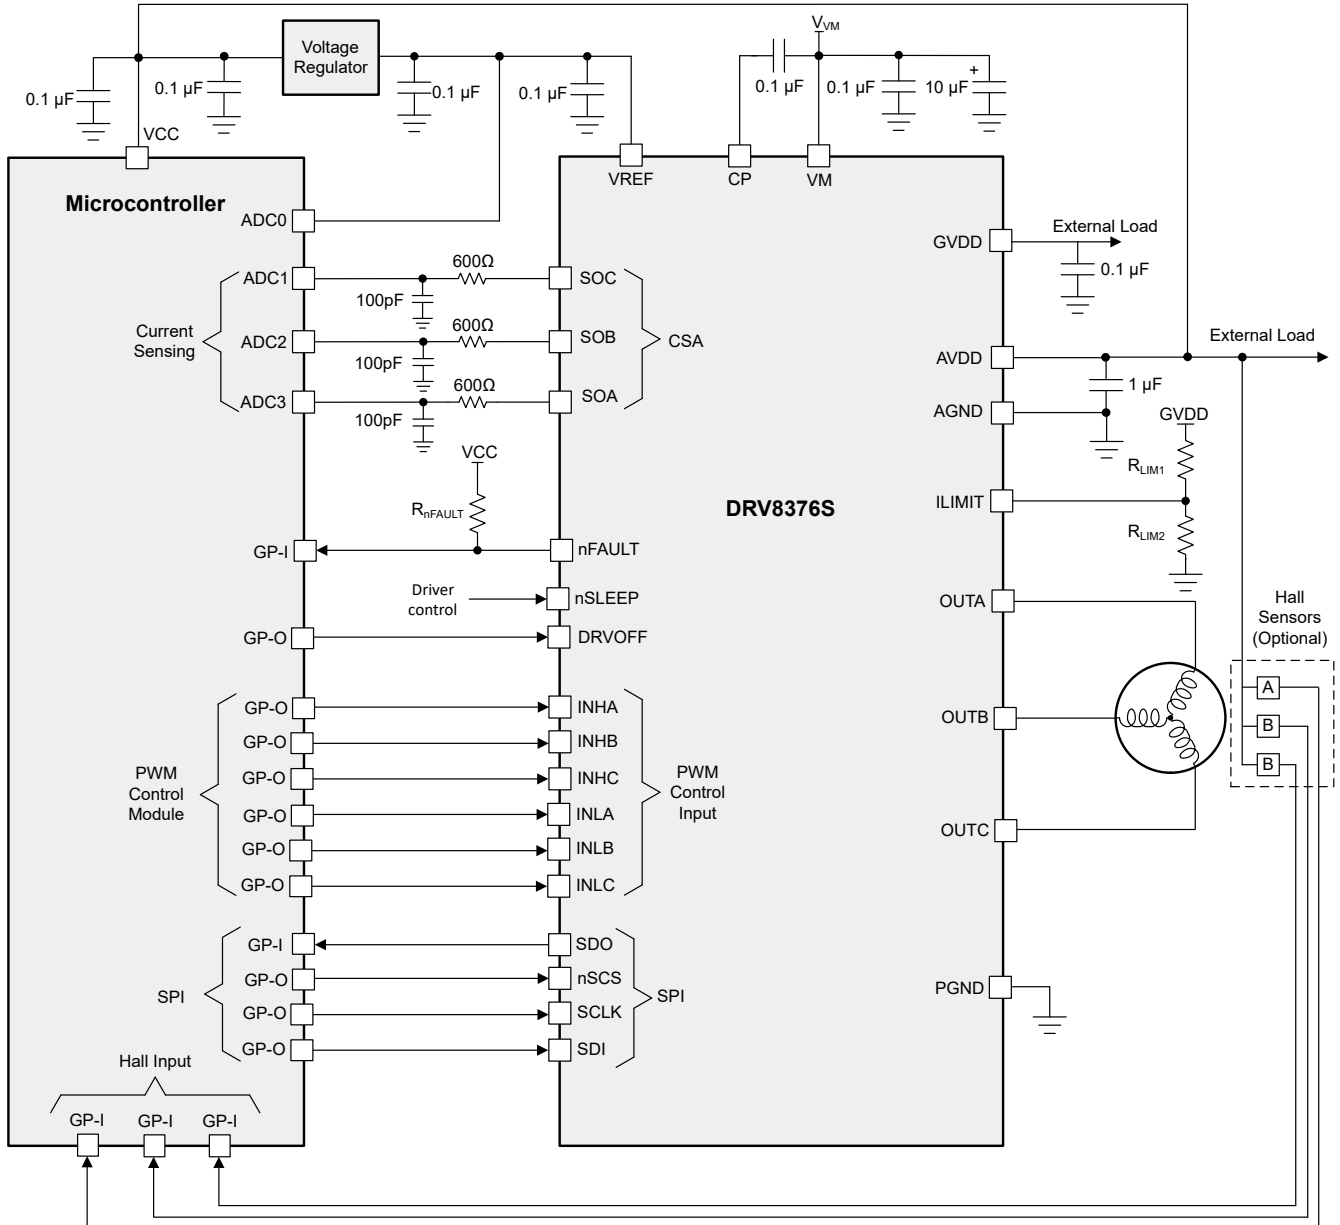 V_VM
Voltage
Regulator
0.1 µF
0.1 µF
0.1 µF
0.1 µF
0.1 µF
0.1 µF
10 µF
+
VCC
VREF
CP
VM
Microcontroller
ADC0
GVDD
External Load
0.1 µF
ADC1
600Ω
SOC
100pF
Current
Sensing
ADC2
600Ω
SOB
CSA
100pF
ADC3
600Ω
SOA
100pF
External Load
AVDD
1 µF
AGND
GVDD
R_LIM1
VCC
R_nFAULT
DRV8376S
ILIMIT
R_LIM2
GP-I
nFAULT
Driver
control
nSLEEP
OUTA
Hall
Sensors
(Optional)
GP-O
DRVOFF
A
B
B
OUTB
OUTC
GP-O
INHA
GP-O
INHB
PWM
Control
Module
GP-O
INHC
PWM
Control
Input
GP-O
INLA
GP-O
INLB
GP-O
INLC
GP-I
SDO
GP-O
nSCS
SPI
SPI
GP-O
SCLK
GP-O
SDI
PGND
Hall Input
GP-I
GP-I
GP-I